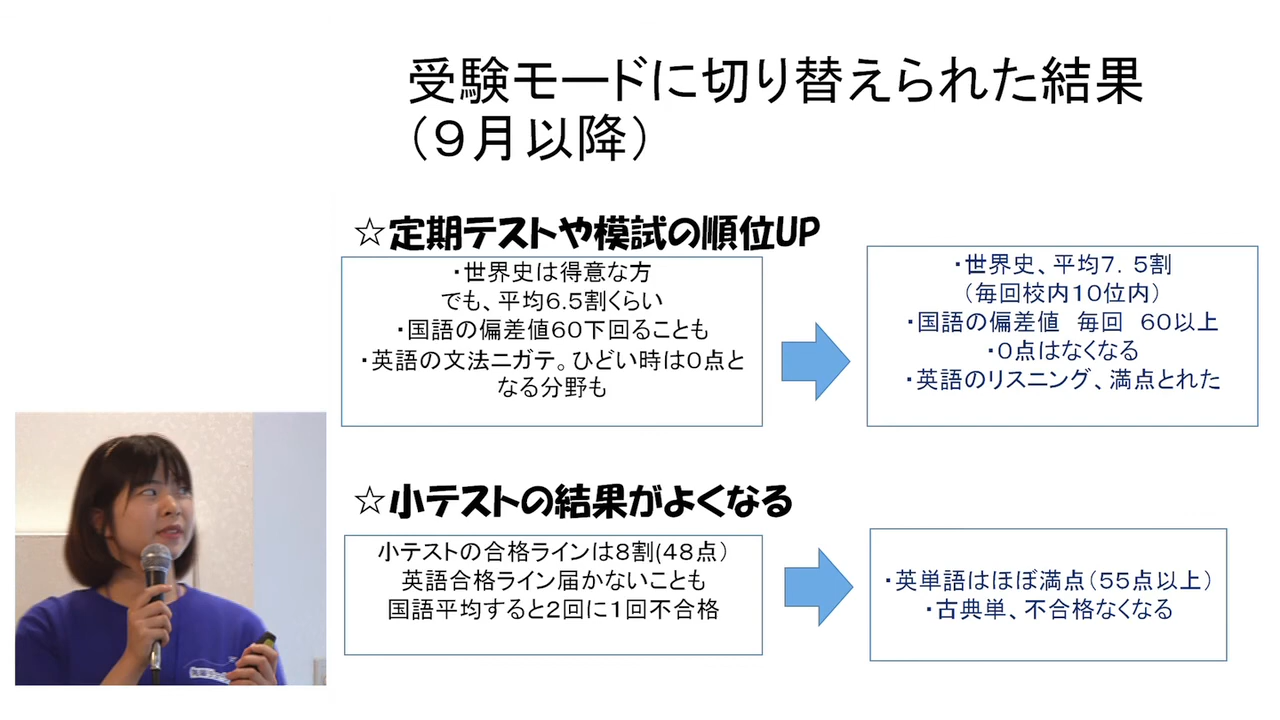 受験モードに切り替えられた結果
（９月以降）
☆定期テストや模試の順位UP
・世界史は得意な方
でも、平均６.５割くらい
・国語の偏差値６０下回ることも
・英語の文法ニガテ。ひどい時は０点と
なる分野も
・世界史、平均７．５割
（毎回校内１０位内）
・国語の偏差値　毎回　６０以上
・０点はなくなる
・英語のリスニング、満点とれた
☆小テストの結果がよくなる
小テストの合格ラインは８割(４８点）
英語合格ライン届かないことも
国語平均すると２回に１回不合格
・英単語はほぼ満点（５５点以上）
・古典単、不合格なくなる